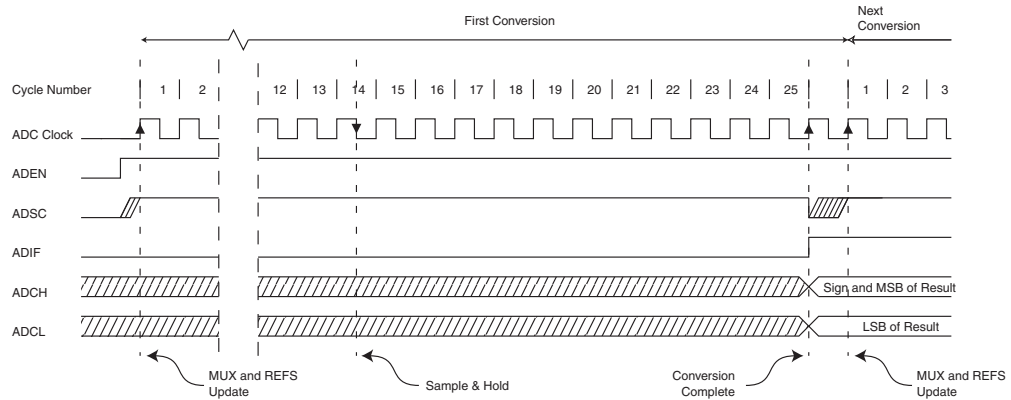 First Conversion
Next
Conversion
Cycle Number 1 2 12 13 14 15 16 17 18 19 20 21 22 23 24 25 1 2 3
ADC Clock
ADEN
ADSC
ADIF
ADCH Sign and MSB of Result
ADCL LSB of Result
MUX and REFS
Update
Sample & Hold
Conversion
Complete
MUX and REFS
Update